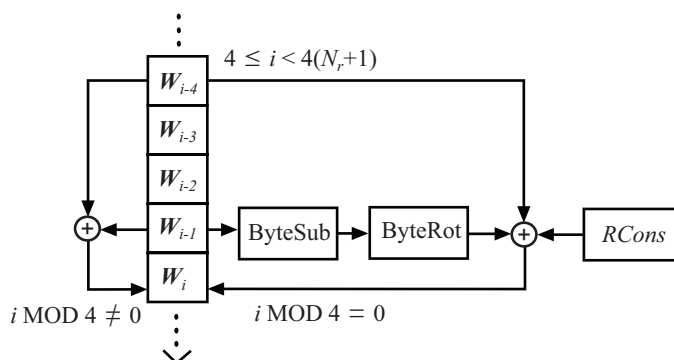 4 ≤ i < 4(Nr+1)
Wi-4
Wi-3
Wi-2
Wi-1
ByteSub
ByteRot
RCons
Wi
i MOD 4 ≠ 0
i MOD 4 = 0